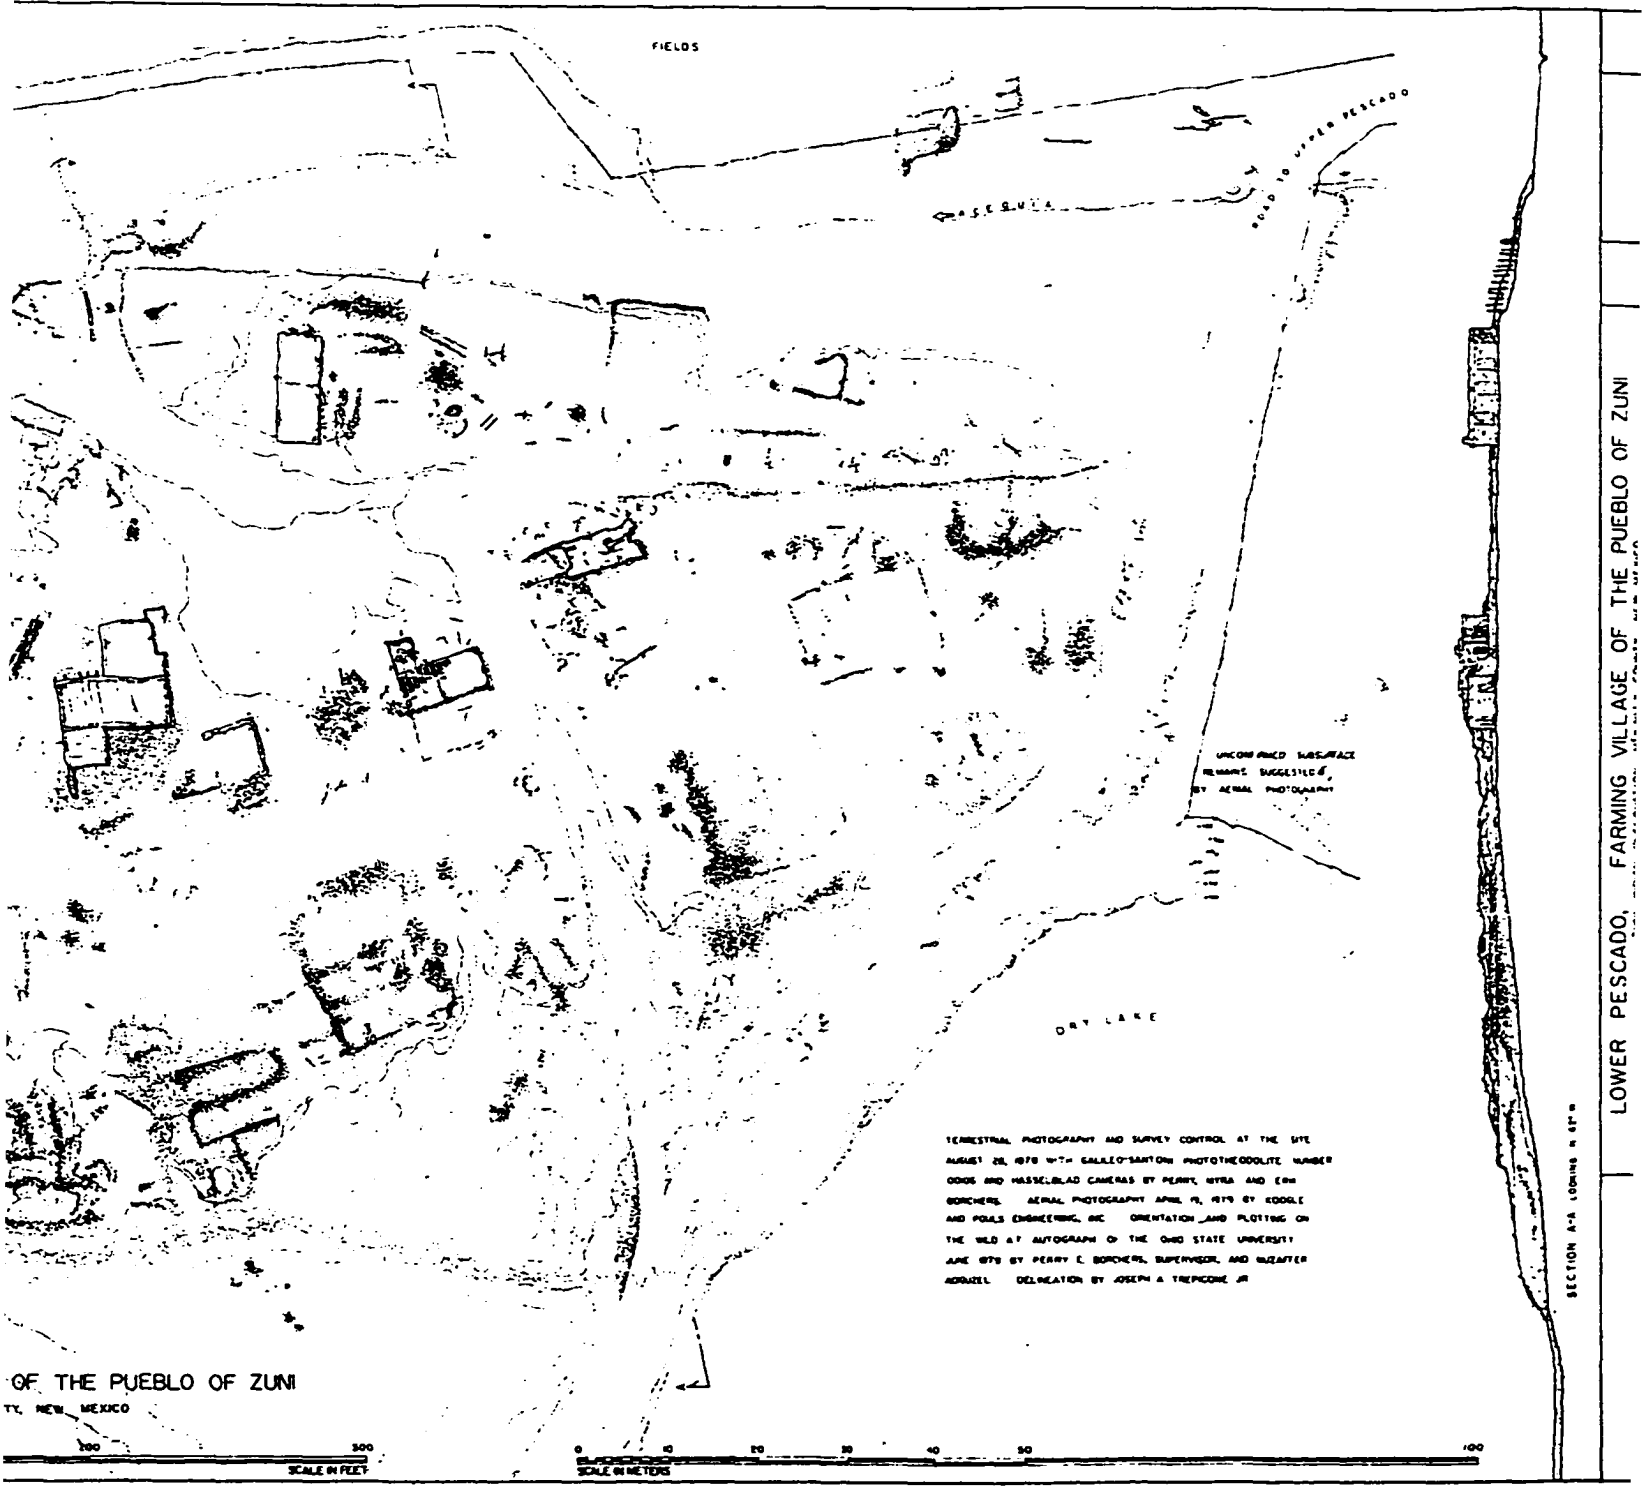 FIELDS
ROAD TO UPPER PESCADO
ACEQUIA
A
UNCONFIRMED SUBSURFACE
REMAINS SUGGESTED
BY AERIAL PHOTOGRAPHY
DRY LAKE
TERRESTRIAL PHOTOGRAPHY AND SURVEY CONTROL AT THE SITE
AUGUST 28, 1978 WITH GALILEO-SANTONI PHOTOTHEODOLITE NUMBER
AND HASSELBLAD CAMERAS BY PERRY, MYRA AND ERIK
BORCHERS. AERIAL PHOTOGRAPHY APRIL 19, 1979 BY KOOGLE
AND POULS ENGINEERING, INC ORIENTATION AND PLOTTING ON
THE WILD A7 AUTOGRAPH OF THE OHIO STATE UNIVERSITY
JUNE 1979 BY PERRY E. BORCHERS, SUPERVISOR, AND MUZAFFER
DELINEATION BY JOSEPH A TREPICONE JR
A
OF THE PUEBLO OF ZUNI
TY, NEW MEXICO
200 300
SCALE IN FEET
0 10 20 30 40 50 100
SCALE IN METERS
SECTION A-A LOOKING N
LOWER PESCADO, FARMING VILLAGE OF THE PUEBLO OF ZUNI